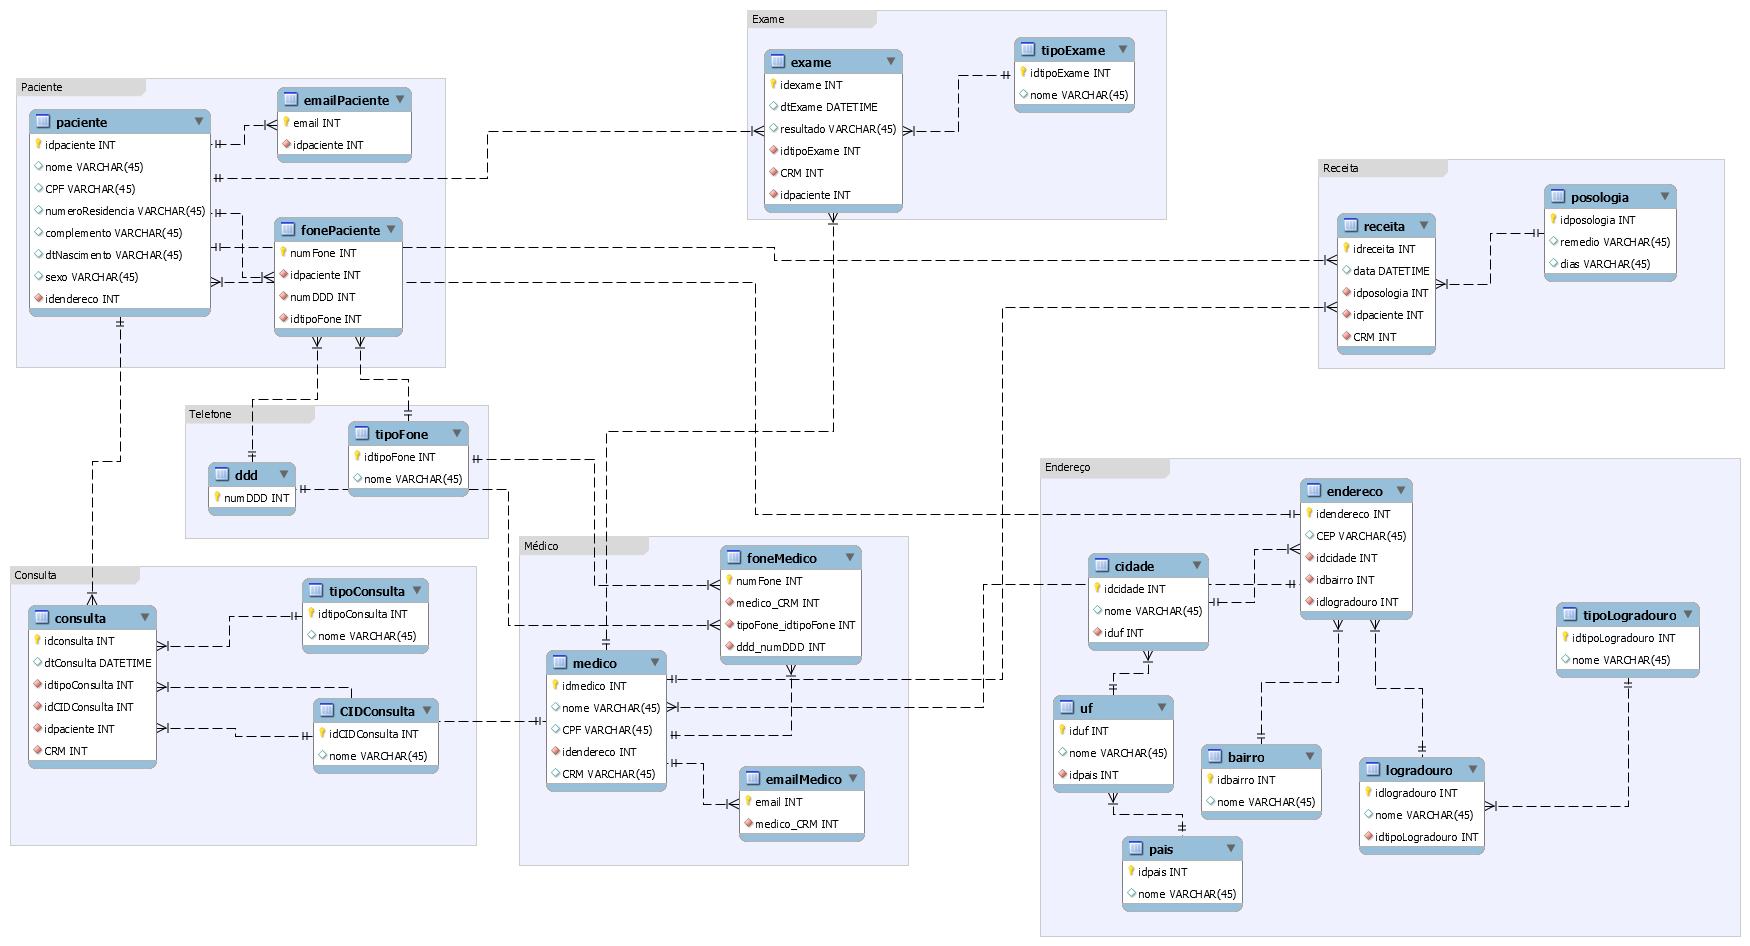 Paciente
paciente
idpaciente INT
nome VARCHAR(45)
CPF VARCHAR(45)
numeroResidencia VARCHAR(45)
complemento VARCHAR(45)
dtNascimento VARCHAR(45)
sexo VARCHAR(45)
idendereco INT
emailPaciente
email INT
idpaciente INT
fonePaciente
numFone INT
idpaciente INT
numDDD INT
idtipoFone INT
Exame
exame
idexame INT
dtExame DATETIME
resultado VARCHAR(45)
idtipoExame INT
CRM INT
idpaciente INT
tipoExame
idtipoExame INT
nome VARCHAR(45)
Receita
receita
idreceita INT
data DATETIME
idposologia INT
idpaciente INT
CRM INT
posologia
idposologia INT
remedio VARCHAR(45)
dias VARCHAR(45)
Telefone
ddd
numDDD INT
tipoFone
idtipoFone INT
nome VARCHAR(45)
Consulta
consulta
idconsulta INT
dtConsulta DATETIME
idtipoConsulta INT
idCIDConsulta INT
idpaciente INT
CRM INT
tipoConsulta
idtipoConsulta INT
nome VARCHAR(45)
CIDConsulta
idCIDConsulta INT
nome VARCHAR(45)
Médico
foneMedico
numFone INT
medico_CRM INT
tipoFone_idtipoFone INT
ddd_numDDD INT
medico
idmedico INT
nome VARCHAR(45)
CPF VARCHAR(45)
idendereco INT
CRM VARCHAR(45)
emailMedico
email INT
medico_CRM INT
Endereço
endereco
idendereco INT
CEP VARCHAR(45)
idcidade INT
idbairro INT
idlogradouro INT
cidade
idcidade INT
nome VARCHAR(45)
iduf INT
tipoLogradouro
idtipoLogradouro INT
nome VARCHAR(45)
uf
iduf INT
nome VARCHAR(45)
idpais INT
bairro
idbairro INT
nome VARCHAR(45)
logradouro
idlogradouro INT
nome VARCHAR(45)
idtipoLogradouro INT
pais
idpais INT
nome VARCHAR(45)